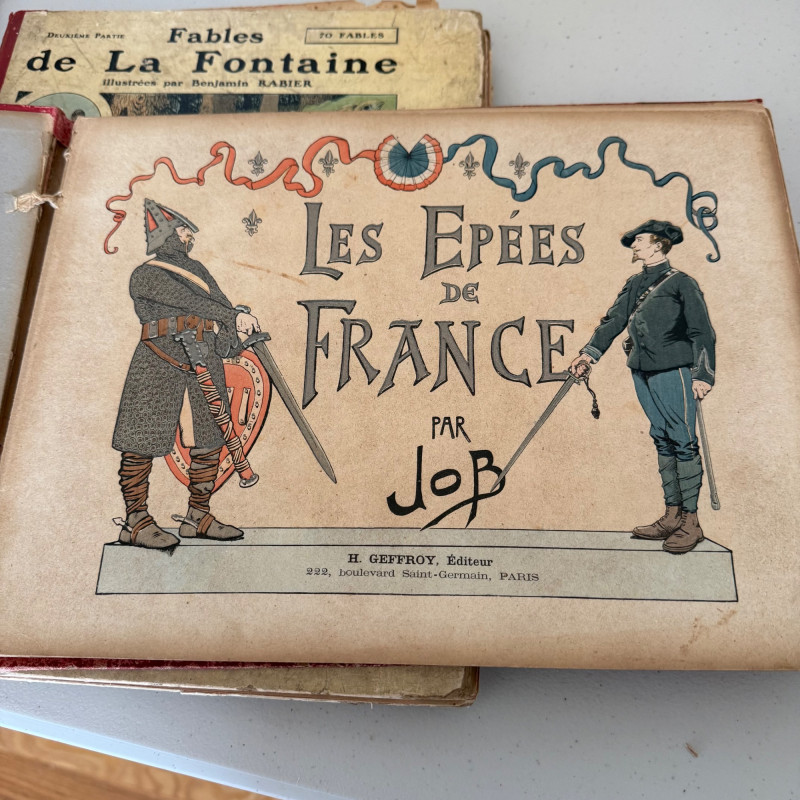 Deuxième Partie
Fables
70 FABLES
de La Fontaine
illustrées par Benjamin RABIER
LES EPÉES
DE
FRANCE
PAR
JOB
H. GEFFROY, Éditeur
222, boulevard Saint-Germain, PARIS